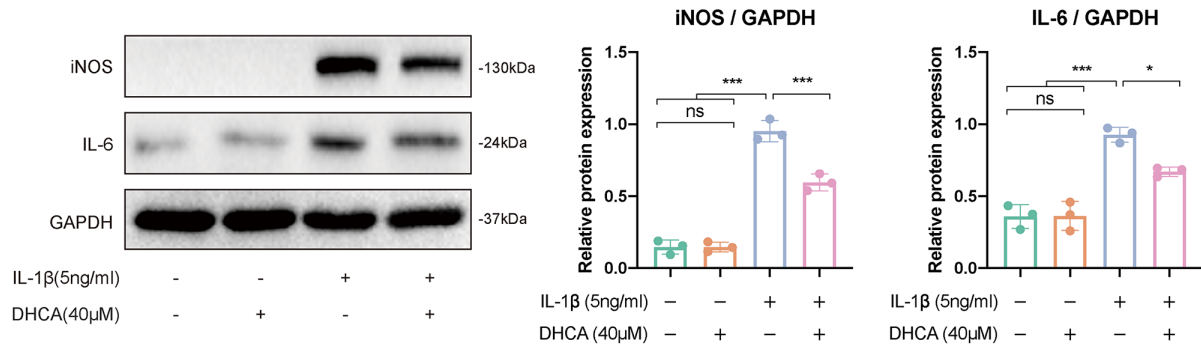 iNOS
-130kDa
IL-6
-24kDa
GAPDH
-37kDa
IL-1β(5ng/ml) - - + +
DHCA(40μM) - + - +
iNOS / GAPDH
Relative protein expression
1.5
1.0
0.5
0.0
*** ***
ns
IL-1β (5ng/ml) − − + +
DHCA (40μM) − + − +
IL-6 / GAPDH
Relative protein expression
1.5
1.0
0.5
0.0
*** *
ns
IL-1β (5ng/ml) − − + +
DHCA (40μM) − + − +